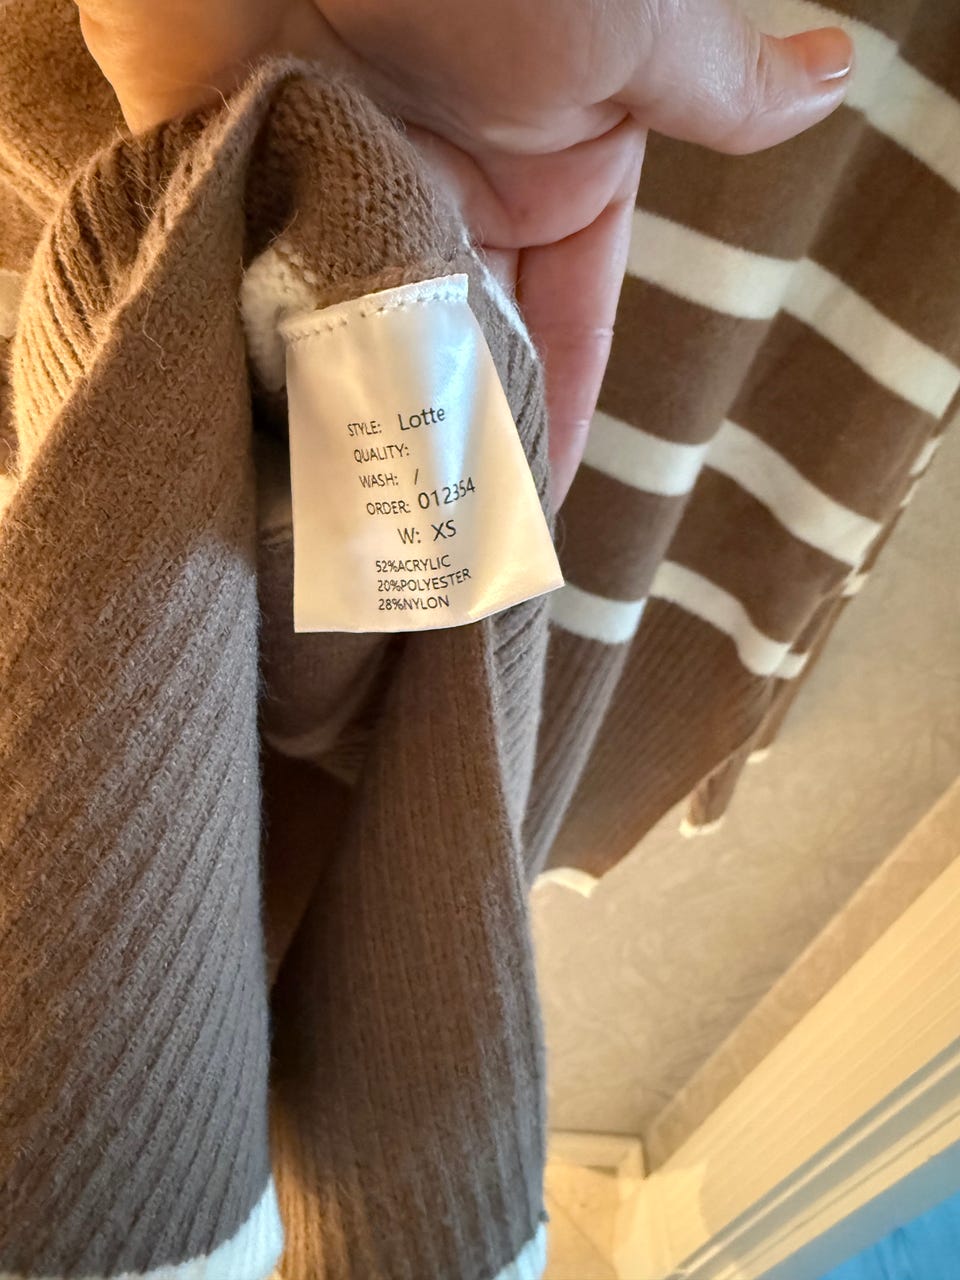 STYLE: Lotte
QUALITY:
WASH: /
ORDER: 012354
W: XS
52%ACRYLIC
20%POLYESTER
28%NYLON